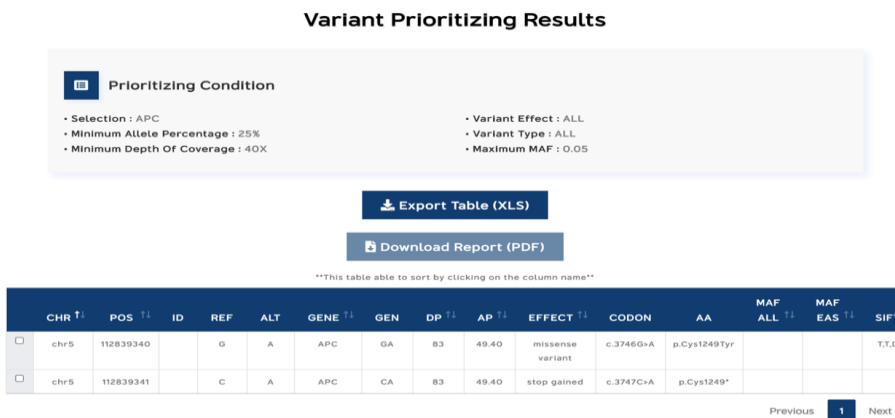 Variant Prioritizing Results
Prioritizing Condition
• Selection : APC
• Minimum Allele Percentage : 25%
• Minimum Depth Of Coverage : 40X
• Variant Effect : ALL
• Variant Type : ALL
• Maximum MAF : 0.05
Export Table (XLS)
Download Report (PDF)
**This table able to sort by clicking on the column name**
CHR ↑↓ POS ↑↓ ID REF ALT GENE ↑↓ GEN DP ↑↓ AP ↑↓ EFFECT ↑↓ CODON AA MAF ALL ↑↓ MAF EAS ↑↓ SIFT
chr5 112839340 G A APC GA 83 49.40 missense variant c.3746G>A p.Cys1249Tyr T,T,D
chr5 112839341 C A APC CA 83 49.40 stop gained c.3747C>A p.Cys1249*
Previous 1 Next